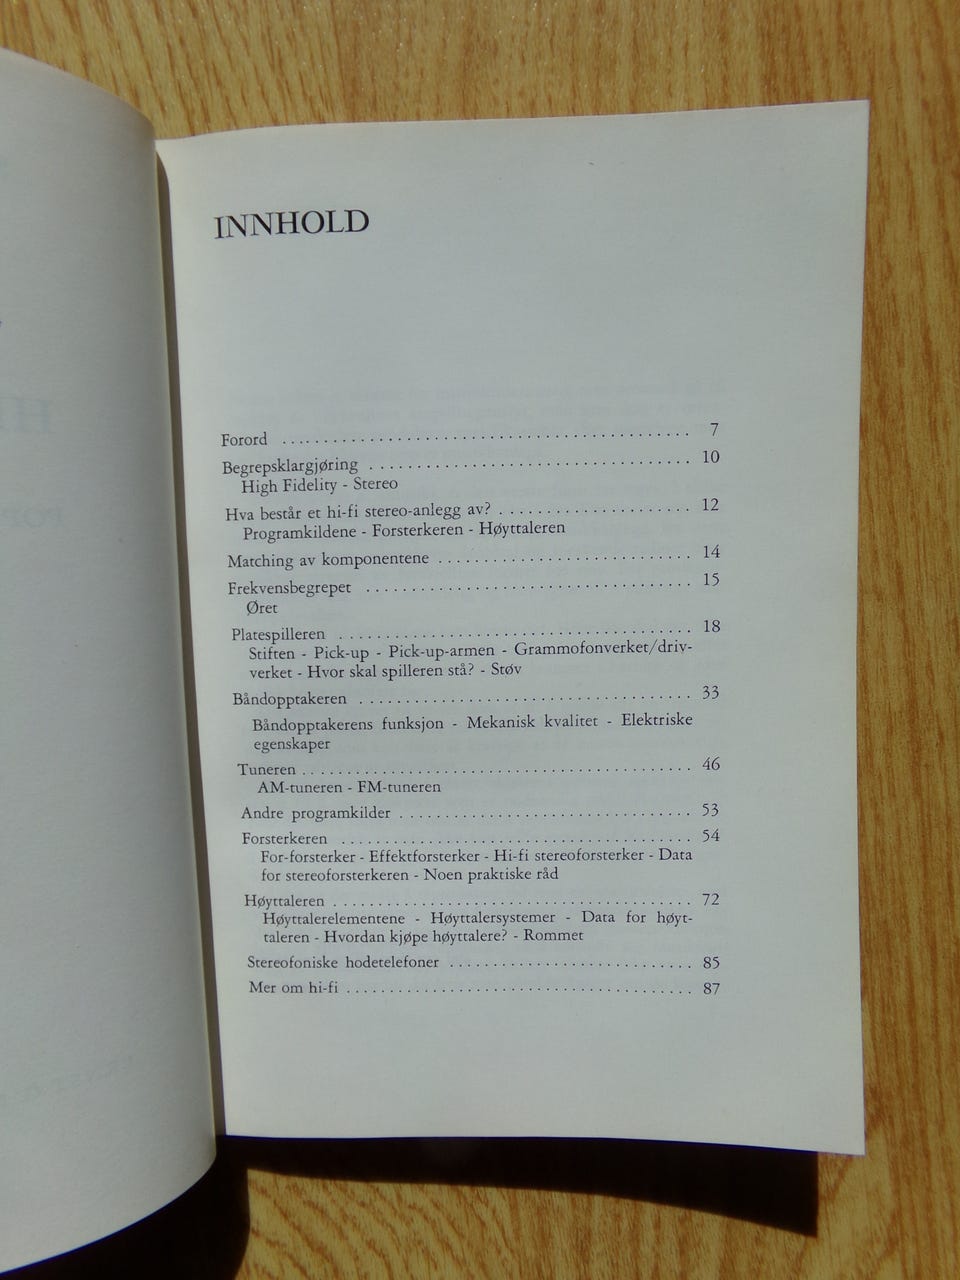 INNHOLD
Forord ........................................ 7
Begrepsklargjøring ............................... 10
High Fidelity - Stereo
Hva består et hi-fi stereo-anlegg av? .................... 12
Programkildene - Forsterkeren - Høyttaleren
Matching av komponentene ........................... 14
Frekvensbegrepet ................................. 15
Øret
Platespilleren .................................... 18
Stiften - Pick-up - Pick-up-armen - Grammofonverket/driv-
verket - Hvor skal spilleren stå? - Støv
Båndopptakeren .................................. 33
Båndopptakerens funksjon - Mekanisk kvalitet - Elektriske
egenskaper
Tuneren ........................................ 46
AM-tuneren - FM-tuneren
Andre programkilder .............................. 53
Forsterkeren .................................... 54
For-forsterker - Effektforsterker - Hi-fi stereoforsterker - Data
for stereoforsterkeren - Noen praktiske råd
Høyttaleren ..................................... 72
Høyttalerelementene - Høyttalersystemer - Data for høyt-
taleren - Hvordan kjøpe høyttalere? - Rommet
Stereofoniske hodetelefoner ......................... 85
Mer om hi-fi .................................... 87